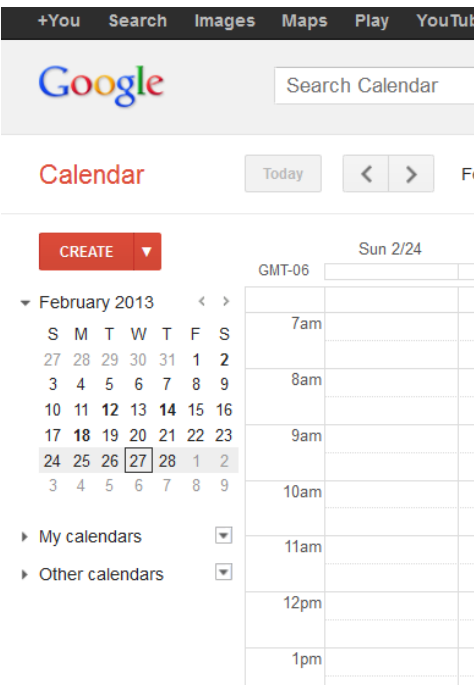 +You Search Images Maps Play YouTub
Google
Search Calendar
Calendar
Today < > F
CREATE
Sun 2/24
GMT-06
February 2013 < >
S M T W T F S
27 28 29 30 31 1 2
3 4 5 6 7 8 9
10 11 12 13 14 15 16
17 18 19 20 21 22 23
24 25 26 27 28 1 2
3 4 5 6 7 8 9
My calendars
Other calendars
7am
8am
9am
10am
11am
12pm
1pm